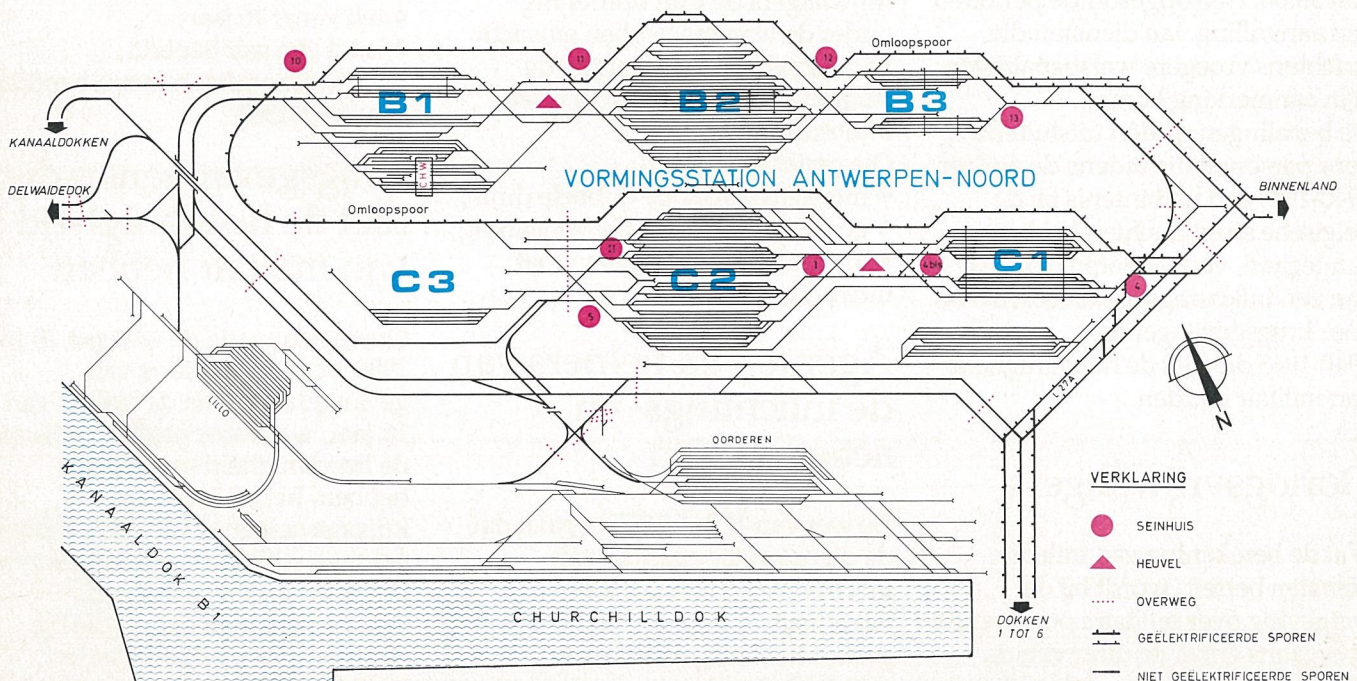 10
11
12
Omloopspoor
B1
B2
B3
13
KANAALDOKKEN
CHW
DELWAIDEDOK
VORMINGSSTATION ANTWERPEN-NOORD
BINNENLAND
Omloopspoor
21
1
4bis
C1
C3
C2
4
15
L 27A
LILLO
N
OORDEREN
VERKLARING
SEINHUIS
KANAALDOK B1
HEUVEL
OVERWEG
CHURCHILLDOK
DOKKEN
1 TOT 6
GEËLEKTRIFICEERDE SPOREN
NIET GEËLEKTRIFICEERDE SPOREN